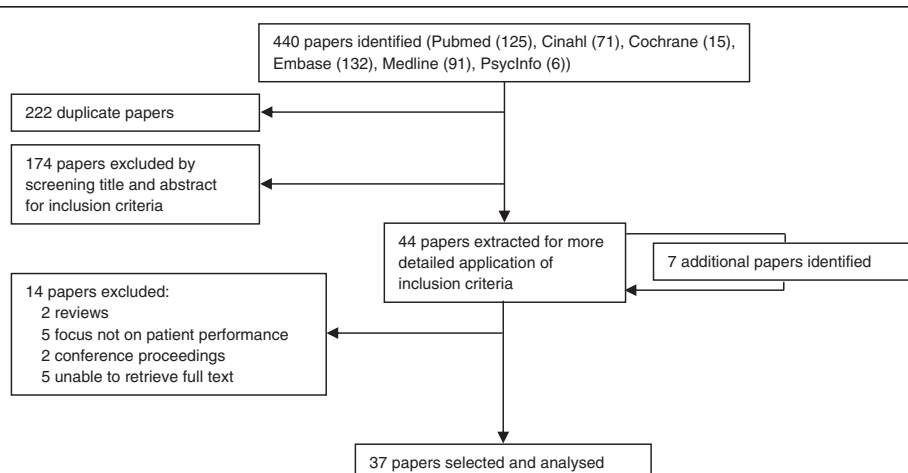 440 papers identified (Pubmed (125), Cinahl (71), Cochrane (15),
Embase (132), Medline (91), PsycInfo (6))
222 duplicate papers
174 papers excluded by
screening title and abstract
for inclusion criteria
44 papers extracted for more
detailed application of
inclusion criteria
7 additional papers identified
14 papers excluded:
2 reviews
5 focus not on patient performance
2 conference proceedings
5 unable to retrieve full text
37 papers selected and analysed